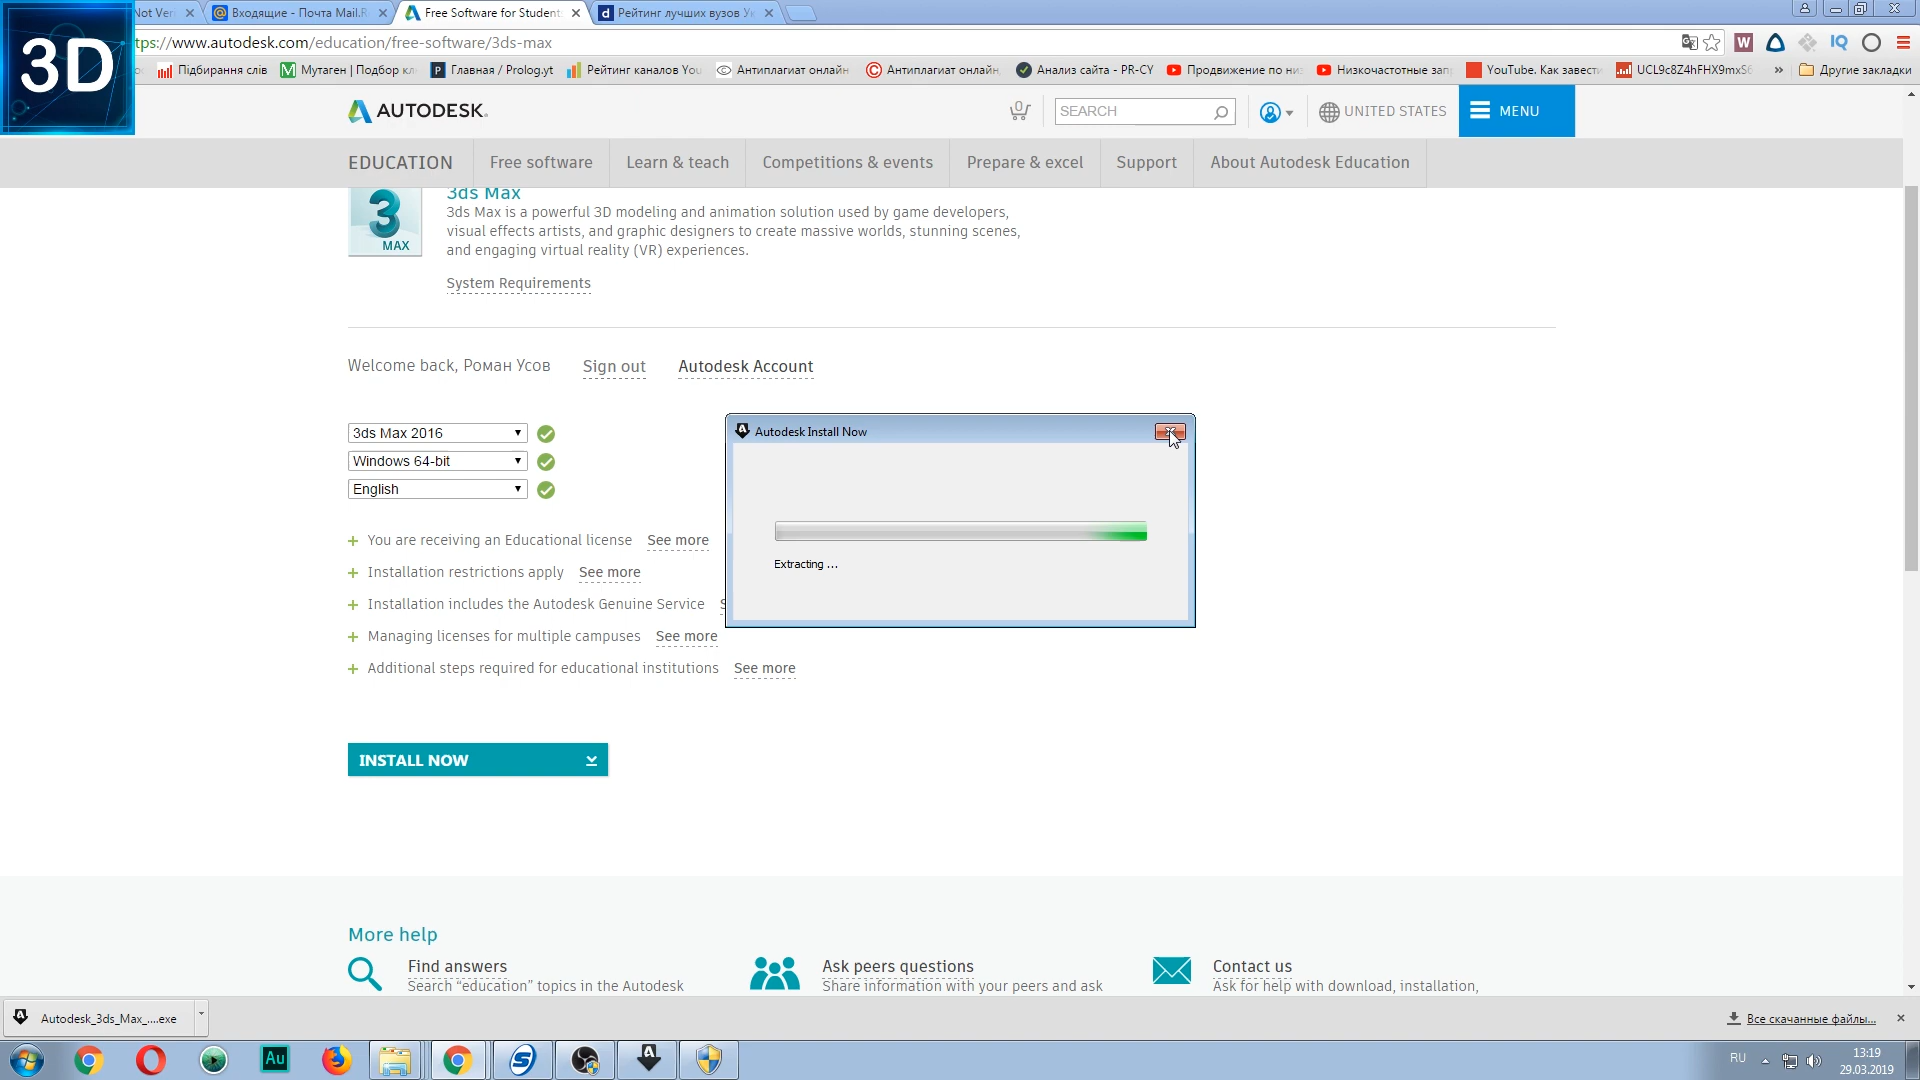 3D
Not Ver
Входящие - Почта Mail.R
Free Software for Student
Рейтинг лучших вузов Ук
tps://www.autodesk.com/education/free-software/3ds-max
W
IQ
Підбирання слів
Мутаген | Подбор кл
Главная / Prolog.yt
Рейтинг каналов You
Антиплагиат онлайн
Антиплагиат онлайн,
Анализ сайта - PR-CY
Продвижение по ни
Низкочастотные зап
YouTube. Как завест
UCL9c8Z4hFHX9mxS6
»
Другие закладки
AUTODESK.
0
SEARCH
UNITED STATES
MENU
EDUCATION
Free software
Learn & teach
Competitions & events
Prepare & excel
Support
About Autodesk Education
3
MAX
3ds Max
3ds Max is a powerful 3D modeling and animation solution used by game developers,
visual effects artists, and graphic designers to create massive worlds, stunning scenes,
and engaging virtual reality (VR) experiences.
System Requirements
Welcome back, Роман Усов
Sign out
Autodesk Account
3ds Max 2016
Windows 64-bit
English
Autodesk Install Now
Extracting ...
+ You are receiving an Educational license See more
+ Installation restrictions apply See more
+ Installation includes the Autodesk Genuine Service S
+ Managing licenses for multiple campuses See more
+ Additional steps required for educational institutions See more
INSTALL NOW
More help
Find answers
Search “education” topics in the Autodesk
Ask peers questions
Share information with your peers and ask
Contact us
Ask for help with download, installation,
Autodesk_3ds_Max_....exe
Все скачанные файлы...
Au
RU
13:19
29.03.2019